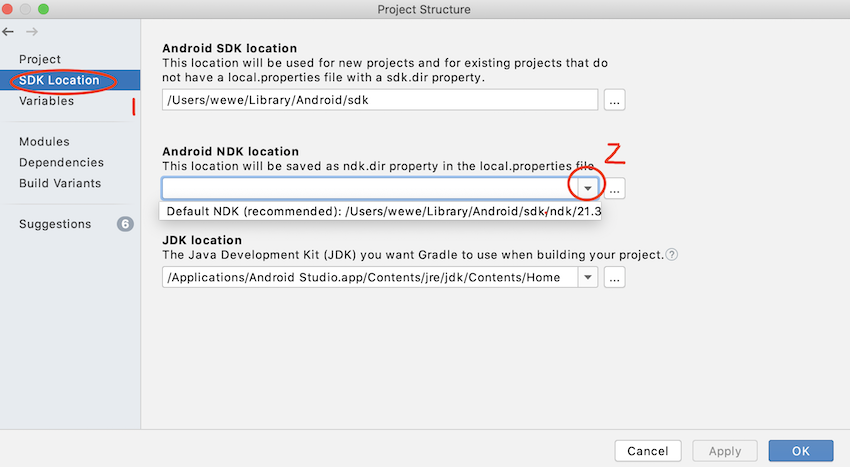 Project Structure
Project
SDK Location
Variables
1
Modules
Dependencies
Build Variants
Suggestions 6
Android SDK location
This location will be used for new projects and for existing projects that do
not have a local.properties file with a sdk.dir property.
/Users/wewe/Library/Android/sdk ...
Android NDK location
This location will be saved as ndk.dir property in the local.properties file.
2
...
Default NDK (recommended): /Users/wewe/Library/Android/sdk/ndk/21.3
JDK location
The Java Development Kit (JDK) you want Gradle to use when building your project. ?
/Applications/Android Studio.app/Contents/jre/jdk/Contents/Home ...
Cancel Apply OK